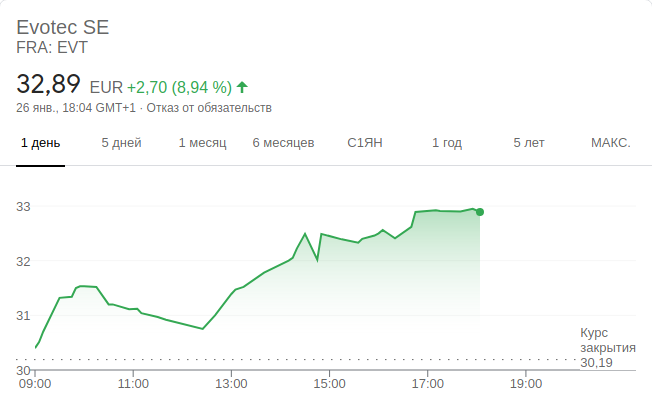 Evotec SE
FRA: EVT
32,89 EUR +2,70 (8,94 %)
26 янв., 18:04 GMT+1 · Отказ от обязательств
1 день 5 дней 1 месяц 6 месяцев С1ЯН 1 год 5 лет МАКС.
33
32
31
Курс
закрытия
30,19
30
09:00 11:00 13:00 15:00 17:00 19:00